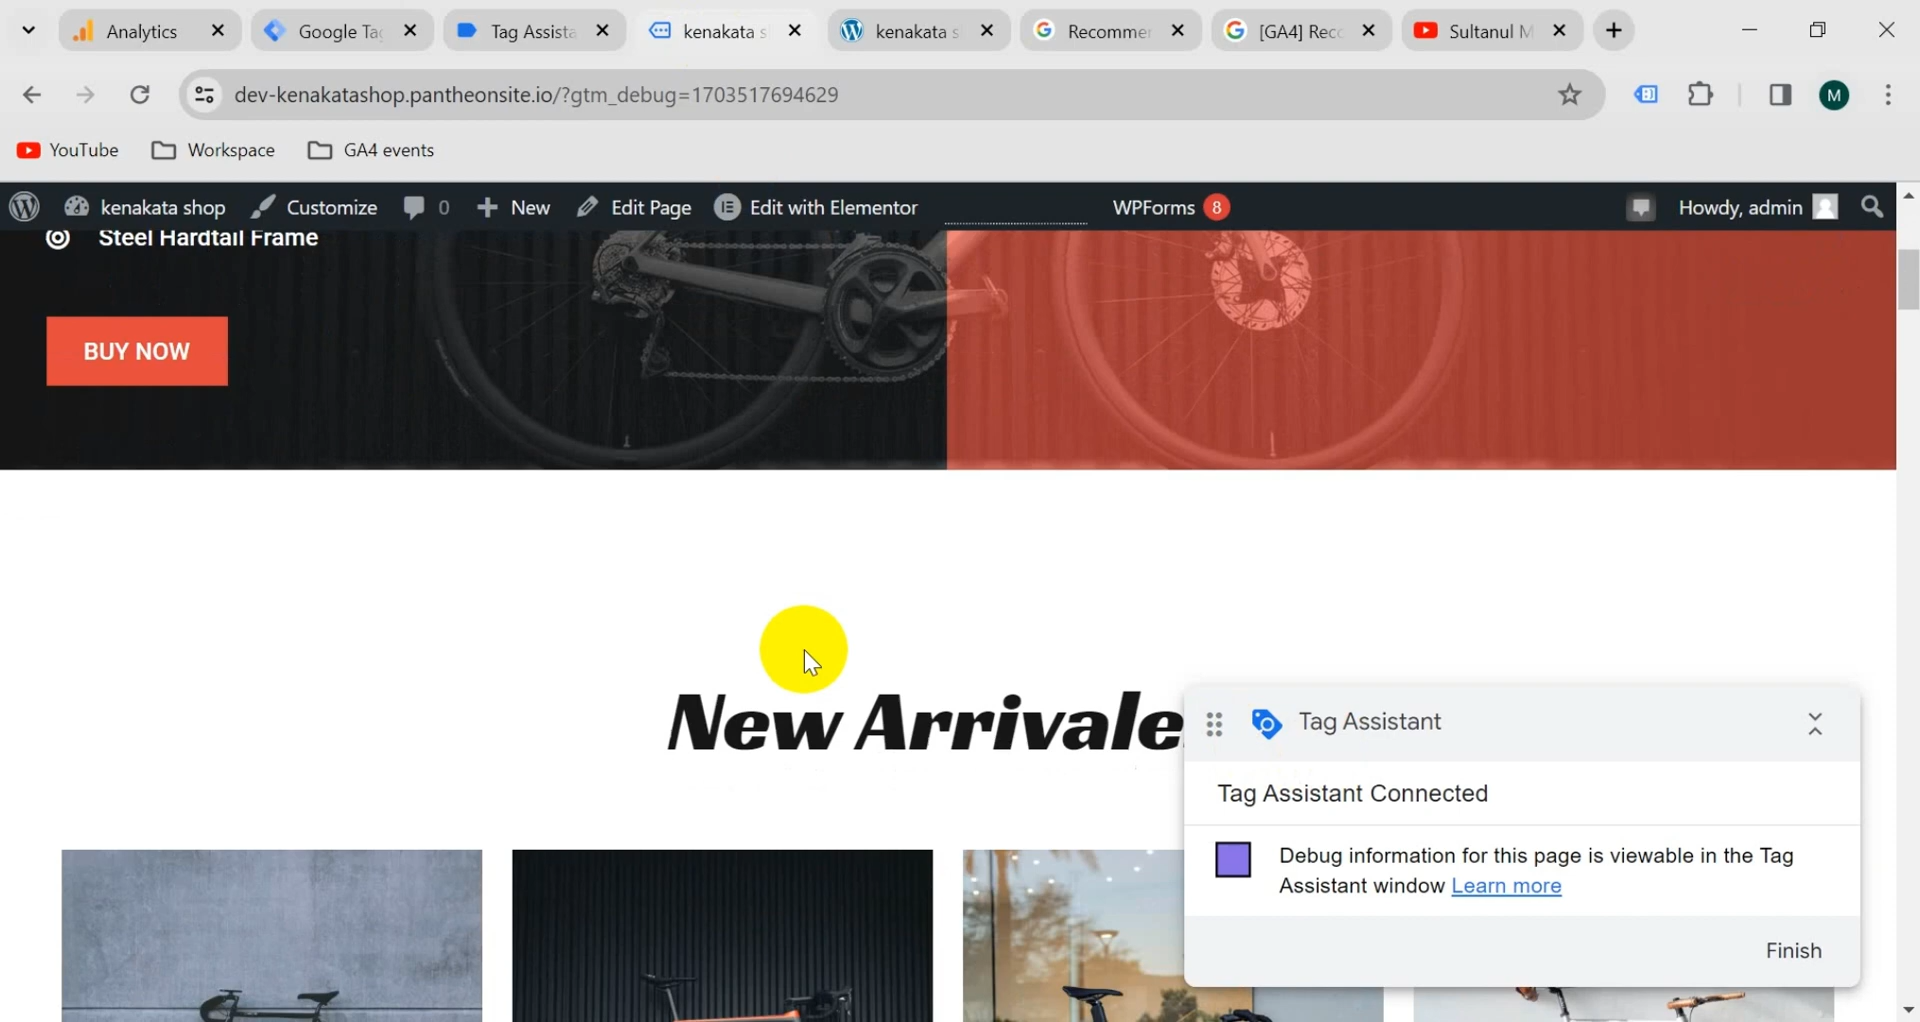 Analytics
Google Ta
Tag Assista
kenakata s
kenakata s
Recommer
[GA4] Rec
Sultanul M
dev-kenakatashop.pantheonsite.io/?gtm_debug=1703517694629
M
YouTube
Workspace
GA4 events
kenakata shop
Customize
0
New
Edit Page
Edit with Elementor
WPForms 8
Howdy, admin
Steel Hardtail Frame
BUY NOW
New Arrivale
Tag Assistant
Tag Assistant Connected
Debug information for this page is viewable in the Tag
Assistant window Learn more
Finish